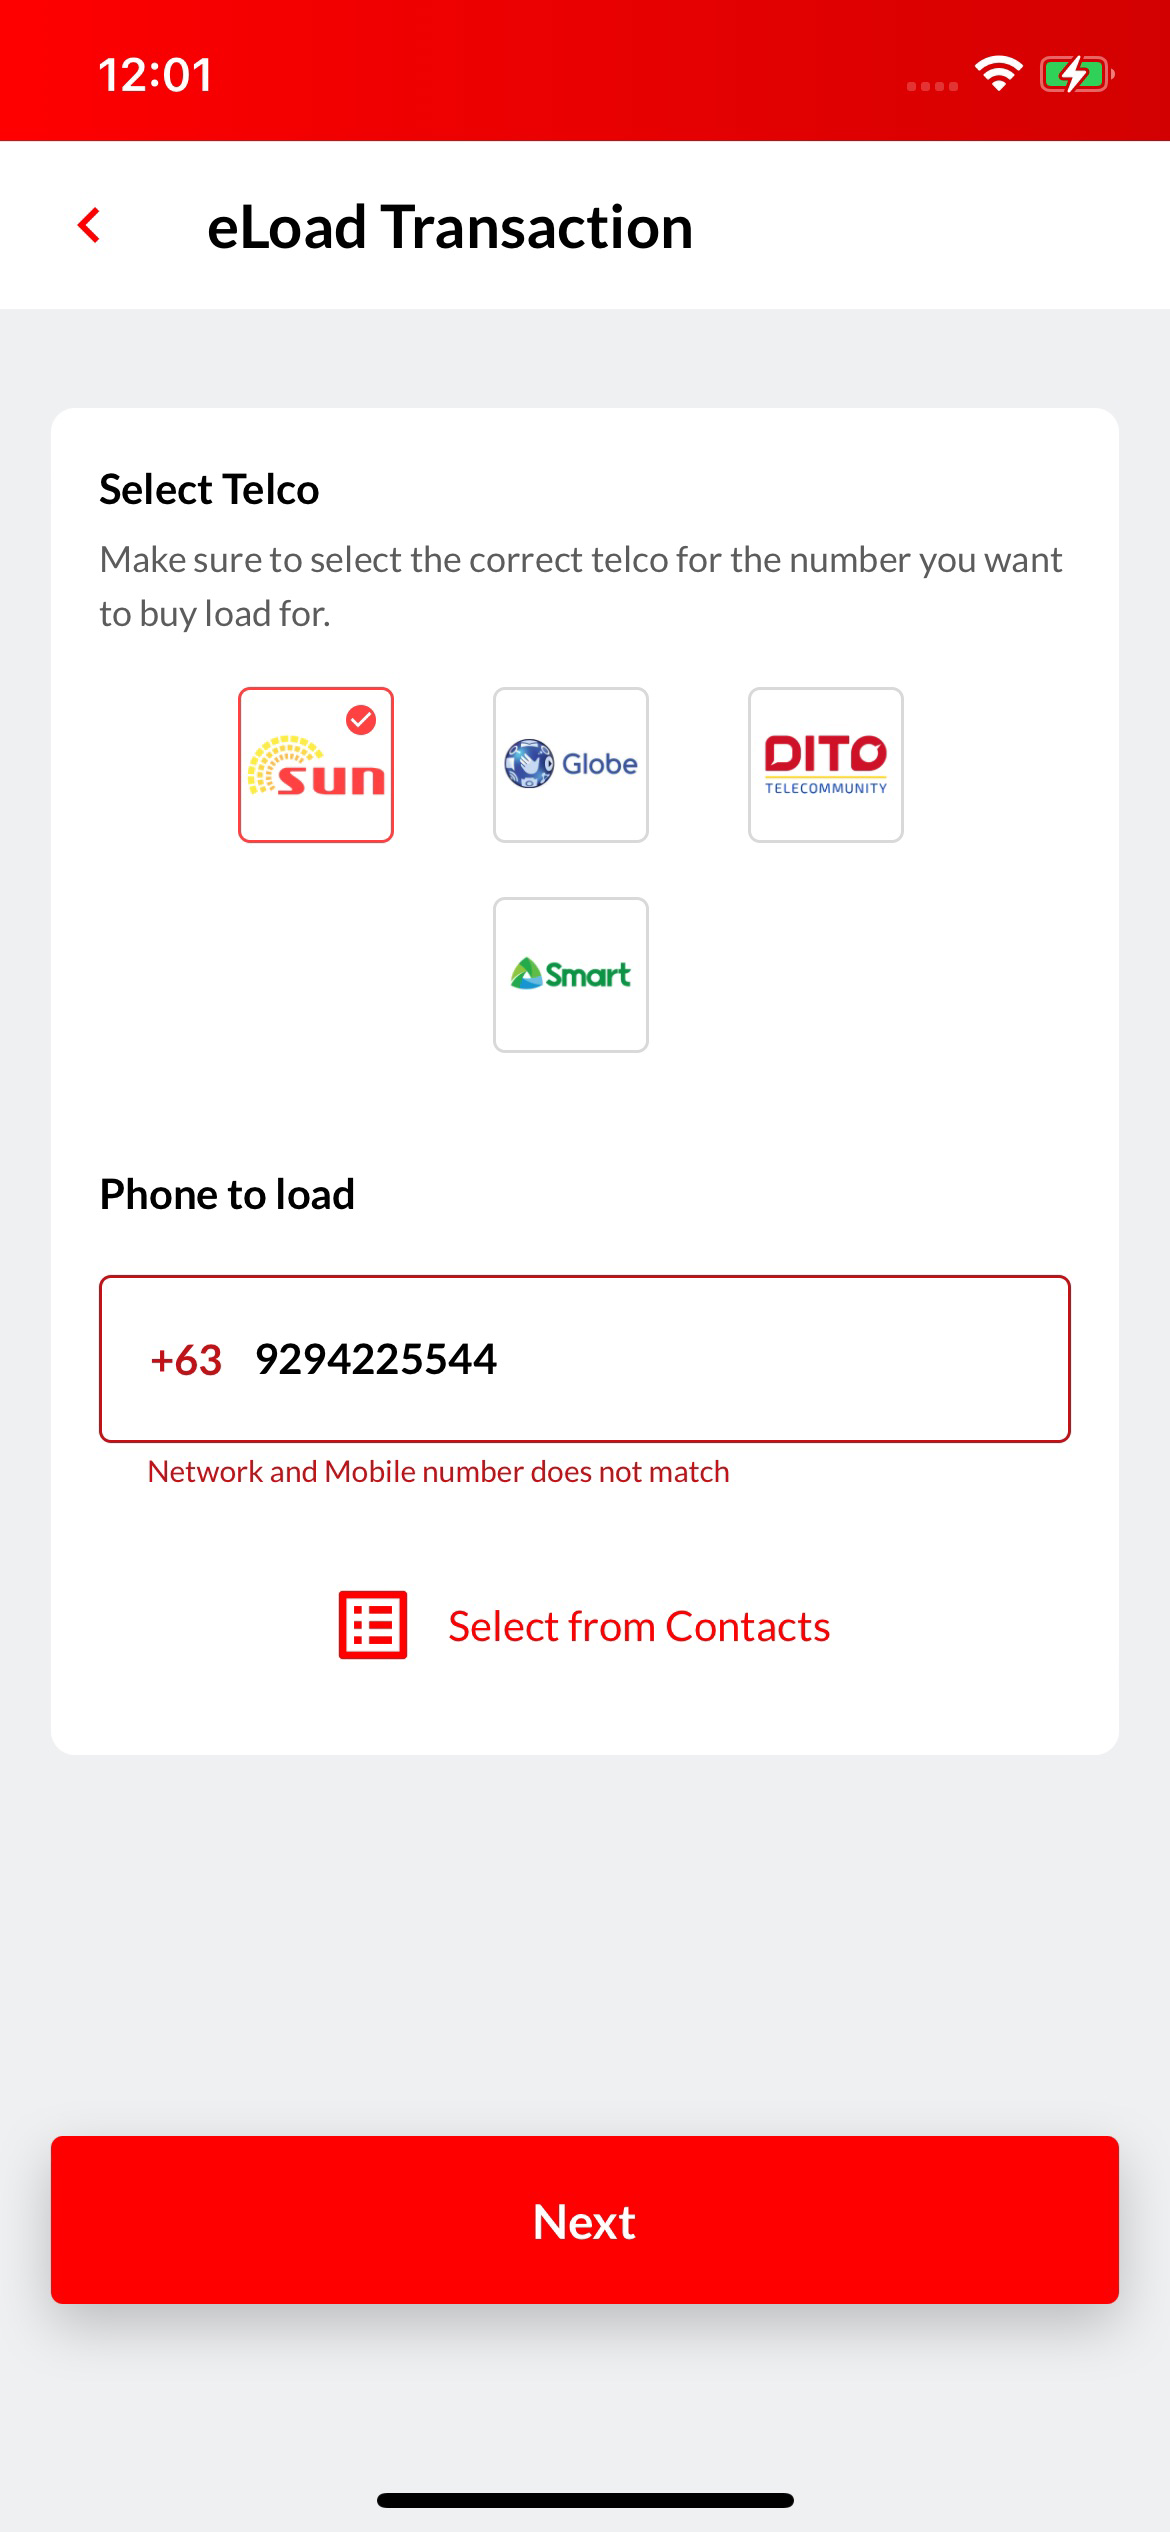 12:01
eLoad Transaction
Select Telco
Make sure to select the correct telco for the number you want
to buy load for.
sun
Globe
DITO
TELECOMMUNITY
Smart
Phone to load
+63 9294225544
Network and Mobile number does not match
Select from Contacts
Next